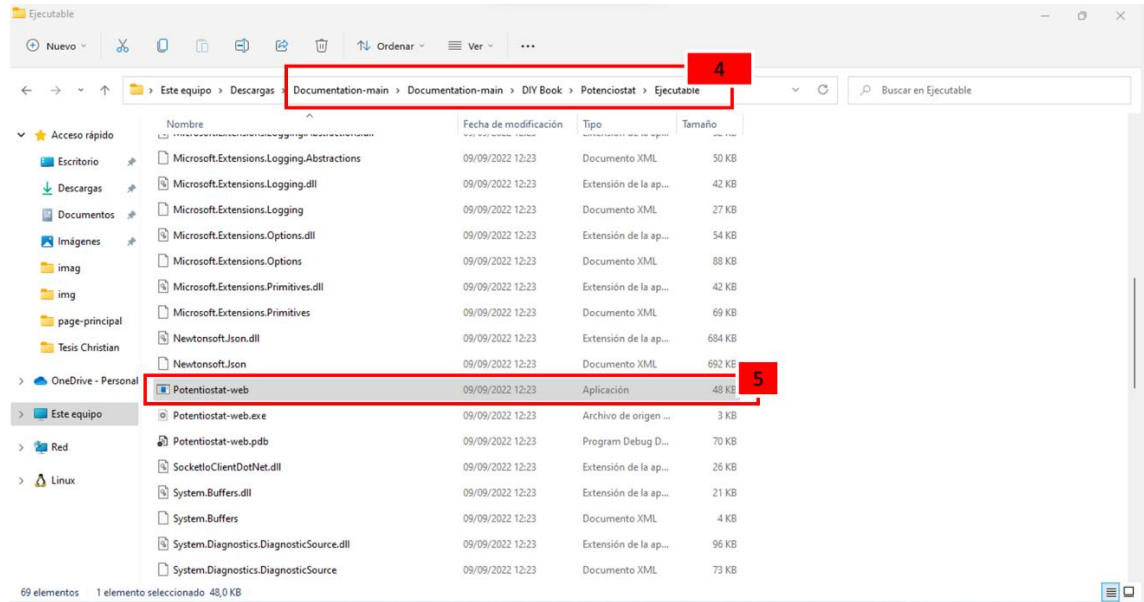 Ejecutable
Nuevo
Ordenar
Ver
4
Este equipo > Descargas > Documentation-main > Documentation-main > DIY Book > Potenciostat > Ejecutable
Buscar en Ejecutable
Nombre Fecha de modificación Tipo Tamaño
Acceso rápido
Escritorio
Descargas
Documentos
Imágenes
imag
img
page-principal
Tesis Christian
OneDrive - Personal
Este equipo
Red
Linux
Microsoft.Extensions.Logging.Abstractions 09/09/2022 12:23 Documento XML 50 KB
Microsoft.Extensions.Logging.dll 09/09/2022 12:23 Extensión de la ap... 42 KB
Microsoft.Extensions.Logging 09/09/2022 12:23 Documento XML 27 KB
Microsoft.Extensions.Options.dll 09/09/2022 12:23 Extensión de la ap... 54 KB
Microsoft.Extensions.Options 09/09/2022 12:23 Documento XML 88 KB
Microsoft.Extensions.Primitives.dll 09/09/2022 12:23 Extensión de la ap... 42 KB
Microsoft.Extensions.Primitives 09/09/2022 12:23 Documento XML 69 KB
Newtonsoft.Json.dll 09/09/2022 12:23 Extensión de la ap... 684 KB
Newtonsoft.Json 09/09/2022 12:23 Documento XML 692 KB
5
Potentiostat-web 09/09/2022 12:23 Aplicación 48 KB
Potentiostat-web.exe 09/09/2022 12:23 Archivo de origen ... 3 KB
Potentiostat-web.pdb 09/09/2022 12:23 Program Debug D... 70 KB
SocketIoClientDotNet.dll 09/09/2022 12:23 Extensión de la ap... 26 KB
System.Buffers.dll 09/09/2022 12:23 Extensión de la ap... 21 KB
System.Buffers 09/09/2022 12:23 Documento XML 4 KB
System.Diagnostics.DiagnosticSource.dll 09/09/2022 12:23 Extensión de la ap... 96 KB
System.Diagnostics.DiagnosticSource 09/09/2022 12:23 Documento XML 73 KB
69 elementos 1 elemento seleccionado 48,0 KB